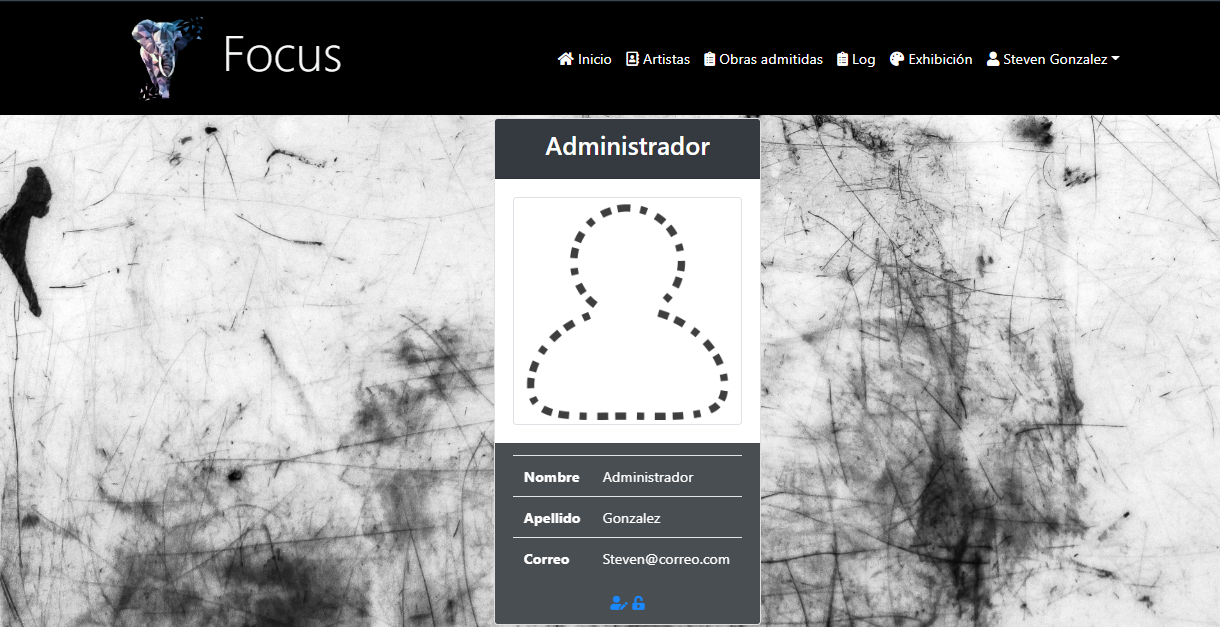 Focus
Inicio Artistas Obras admitidas Log Exhibición Steven Gonzalez
Administrador
Nombre Administrador
Apellido Gonzalez
Correo Steven@correo.com